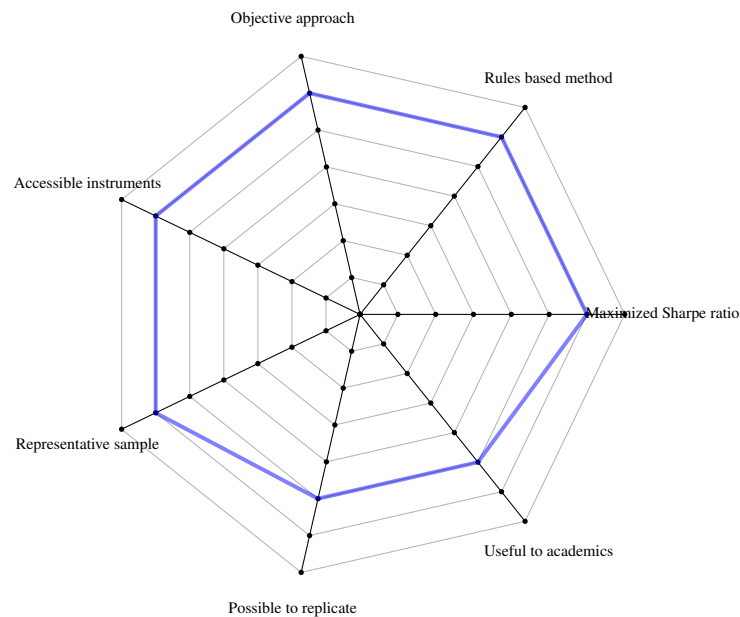 Objective approach
Rules based method
Accessible instruments
Maximized Sharpe ratio
Representative sample
Useful to academics
Possible to replicate